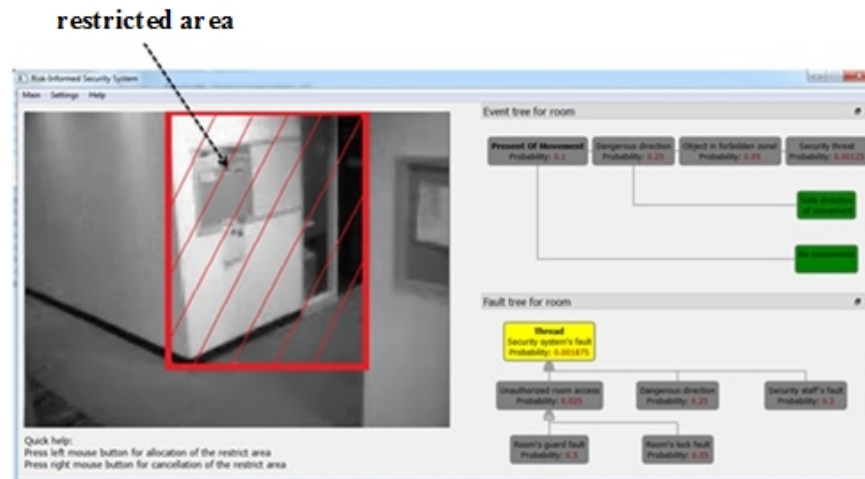 restricted area
Risk-Informed Security System
Main Settings Help
Event tree for room
Present Of Movement
Probability: 0.1
Dangerous direction
Probability: 0.25
Object in forbidden zone!
Probability: 0.05
Security threat
Probability: 0.00125
Safe direction
of movement
No movements
Fault tree for room
Thread
Security system's fault
Probability: 0.001875
Unauthorized room access
Probability: 0.025
Dangerous direction
Probability: 0.25
Security staff's fault
Probability: 0.3
Room's guard fault
Probability: 0.5
Room's lock fault
Probability: 0.05
Quick help:
Press left mouse button for allocation of the restrict area
Press right mouse button for cancellation of the restrict area